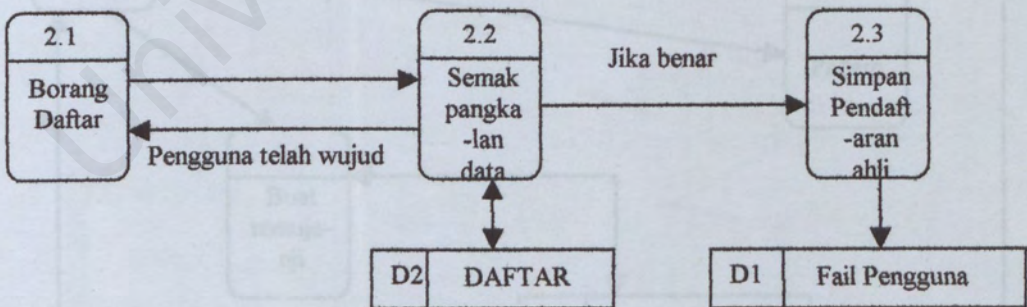 2.1
Borang
Daftar
Pengguna telah wujud
2.2
Semak
pangka
-lan
data
Jika benar
2.3
Simpan
Pendaft
-aran
ahli
D2 DAFTAR
D1 Fail Pengguna